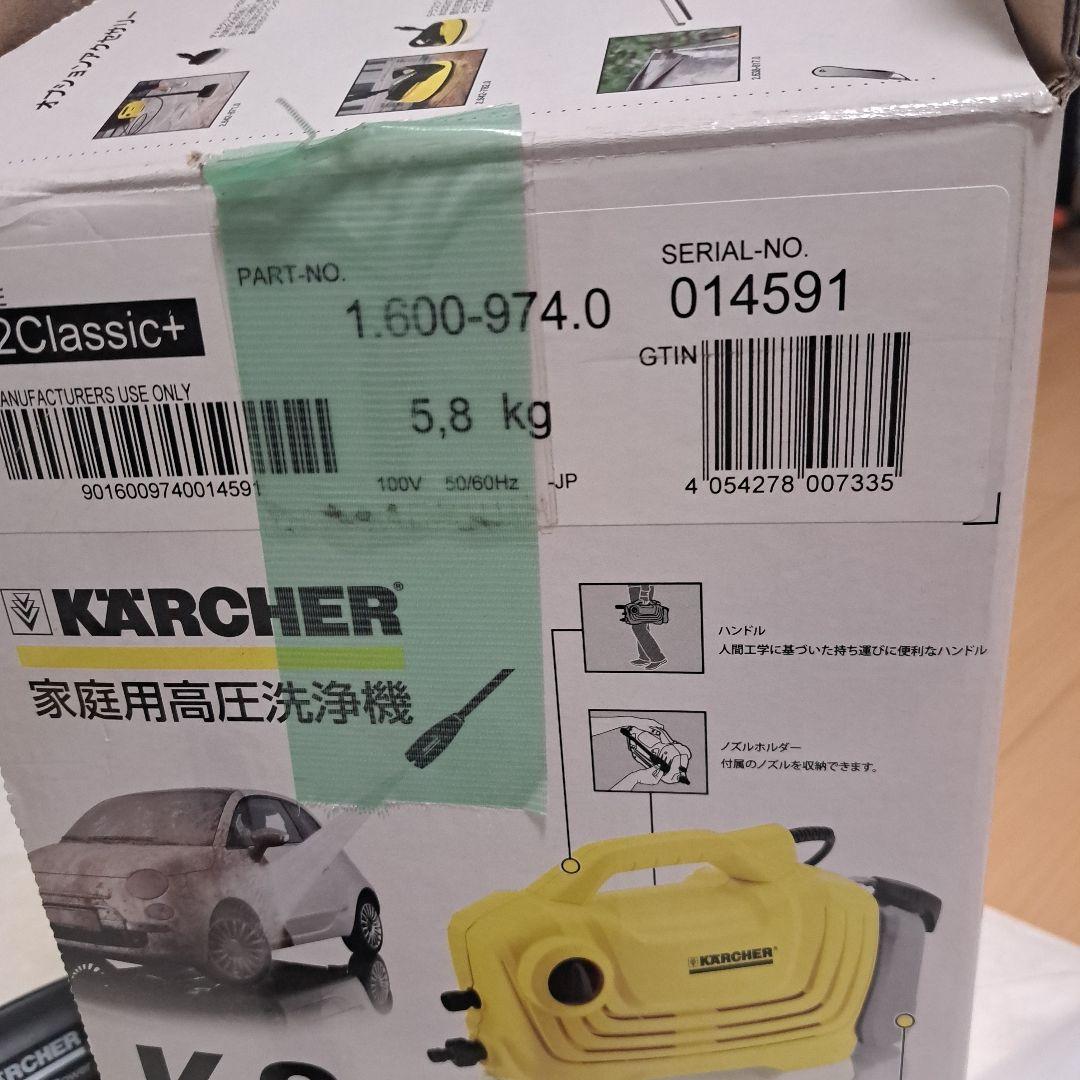 オプションアクセサリー
PART-NO.
1.600-974.0
SERIAL-NO.
014591
2Classic+
GTIN
ANUFACTURERS USE ONLY
5,8 kg
9016009740014591
100V 50/60Hz -JP
4 054278 007335
KÄRCHER®
家庭用高圧洗浄機
ハンドル
人間工学に基づいた持ち運びに便利なハンドル
ノズルホルダー
付属のノズルを収納できます。
KÄRCHER®
RCHER